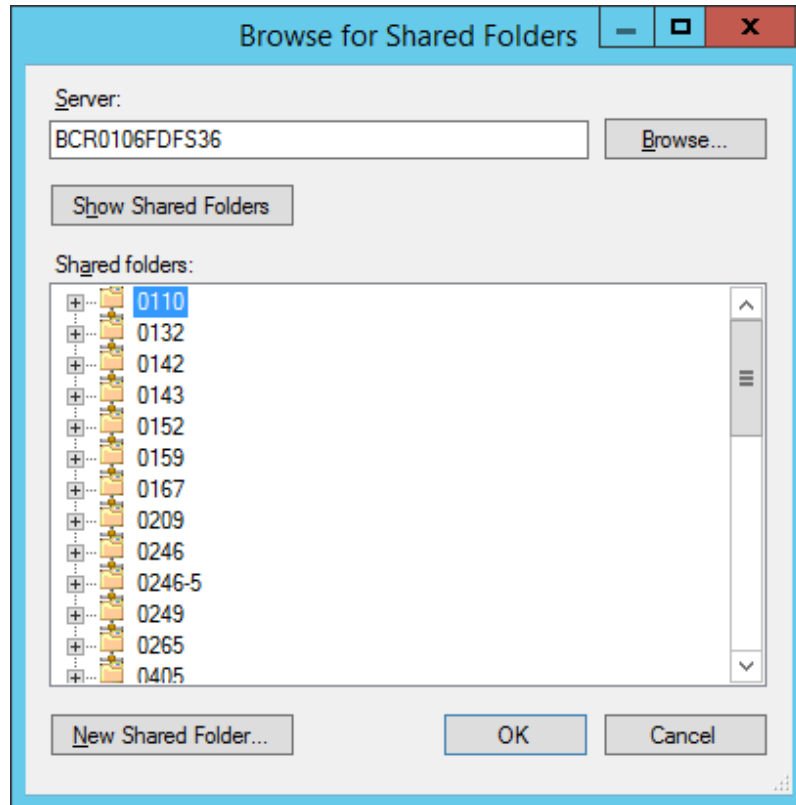 Browse for Shared Folders
Server:
BCR0106FDFS36
Browse...
Show Shared Folders
Shared folders:
0110
0132
0142
0143
0152
0159
0167
0209
0246
0246-5
0249
0265
0405
New Shared Folder...
OK
Cancel